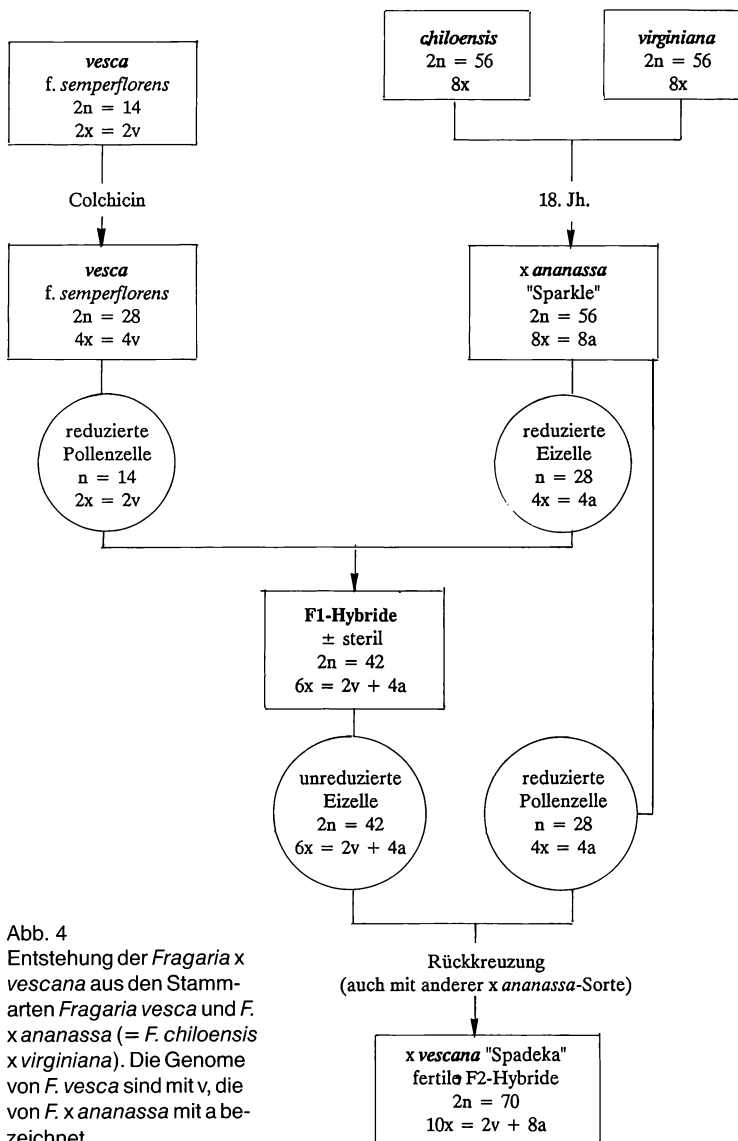 vesca
f. semperflorens
2n = 14
2x = 2v
chiloensis
2n = 56
8x
virginiana
2n = 56
8x
Colchicin
18. Jh.
vesca
f. semperflorens
2n = 28
4x = 4v
x ananassa
"Sparkle"
2n = 56
8x = 8a
reduzierte
Pollenzelle
n = 14
2x = 2v
reduzierte
Eizelle
n = 28
4x = 4a
F1-Hybride
± steril
2n = 42
6x = 2v + 4a
unreduzierte
Eizelle
2n = 42
6x = 2v + 4a
reduzierte
Pollenzelle
n = 28
4x = 4a
Rückkreuzung
(auch mit anderer x ananassa-Sorte)
x vescana "Spadeka"
fertile F2-Hybride
2n = 70
10x = 2v + 8a
Abb. 4
Entstehung der Fragaria x
vescana aus den Stamm-
arten Fragaria vesca und F.
x ananassa (= F. chiloensis
x virginiana). Die Genome
von F. vesca sind mit v, die
von F. x ananassa mit a be-
zeichnet